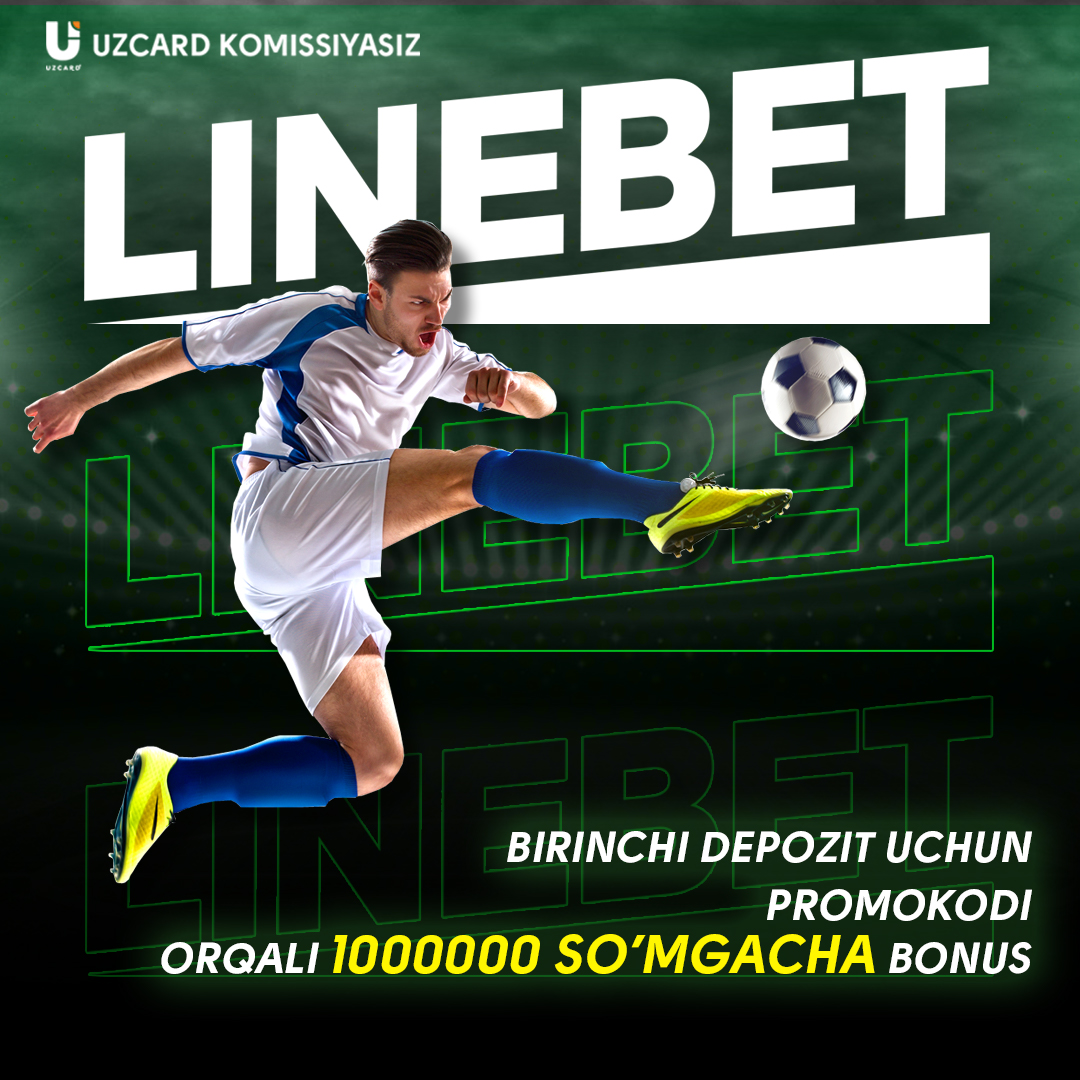 UZCARD
UZCARD KOMISSIYASIZ
LINEBET
LINEBET
LINEBET
BIRINCHI DEPOZIT UCHUN
PROMOKODI
ORQALI 1000000 SO‘MGACHA BONUS